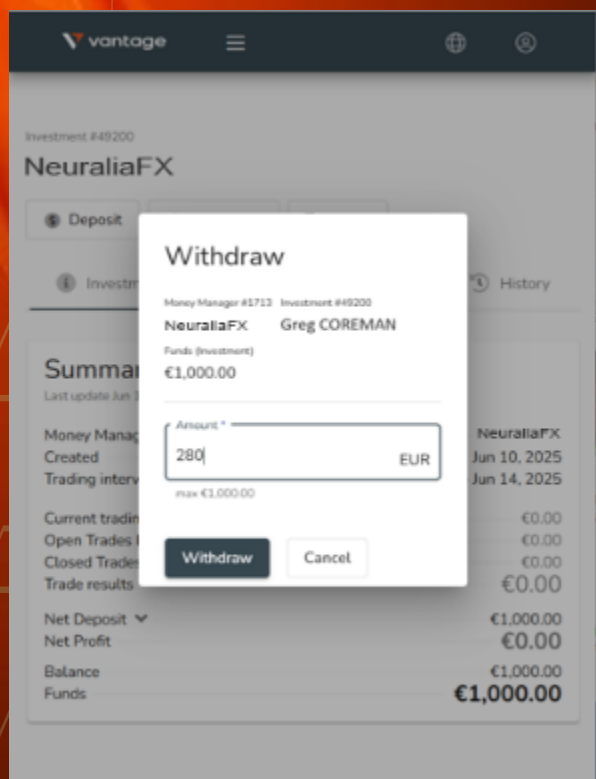 vantage
Investment #49200
NeuraliaFX
Deposit
Withdraw
Money Manager #1713 Investment #49200
NeuraliaFX Greg COREMAN
Funds (Investment)
€1,000.00
Amount *
280 EUR
max €1,000.00
Withdraw Cancel
Investm
History
Summar
Last update Jun
Money Manag NeuraliaFX
Created Jun 10, 2025
Trading interv Jun 14, 2025
Current tradin €0.00
Open Trades €0.00
Closed Trades €0.00
Trade results €0.00
Net Deposit €1,000.00
Net Profit €0.00
Balance €1,000.00
Funds €1,000.00